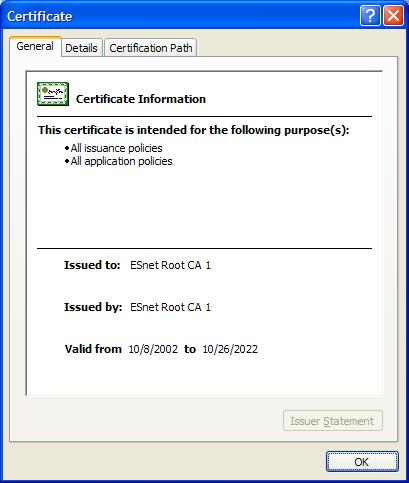 Certificate
General Details Certification Path
Certificate Information
This certificate is intended for the following purpose(s):
•All issuance policies
•All application policies
Issued to: ESnet Root CA 1
Issued by: ESnet Root CA 1
Valid from 10/8/2002 to 10/26/2022
Issuer Statement
OK